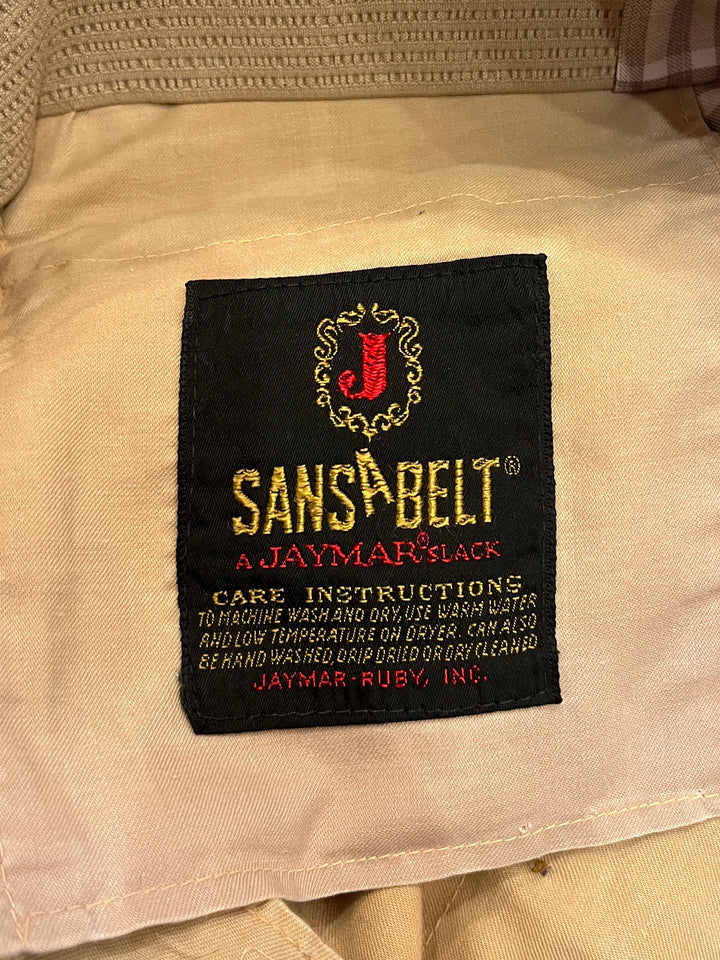 J
SANSABELT®
A JAYMAR® SLACK
CARE INSTRUCTIONS
TO MACHINE WASH AND DRY, USE WARM WATER
AND LOW TEMPERATURE ON DRYER. CAN ALSO
BE HAND WASHED, DRIP DRIED OR DRY CLEANED
JAYMAR-RUBY, INC.